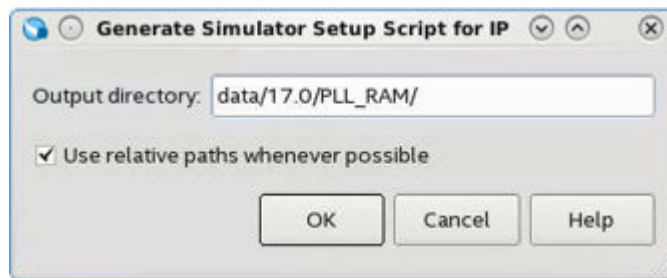 Generate Simulator Setup Script for IP
Output directory: data/17.0/PLL_RAM/
Use relative paths whenever possible
OK Cancel Help